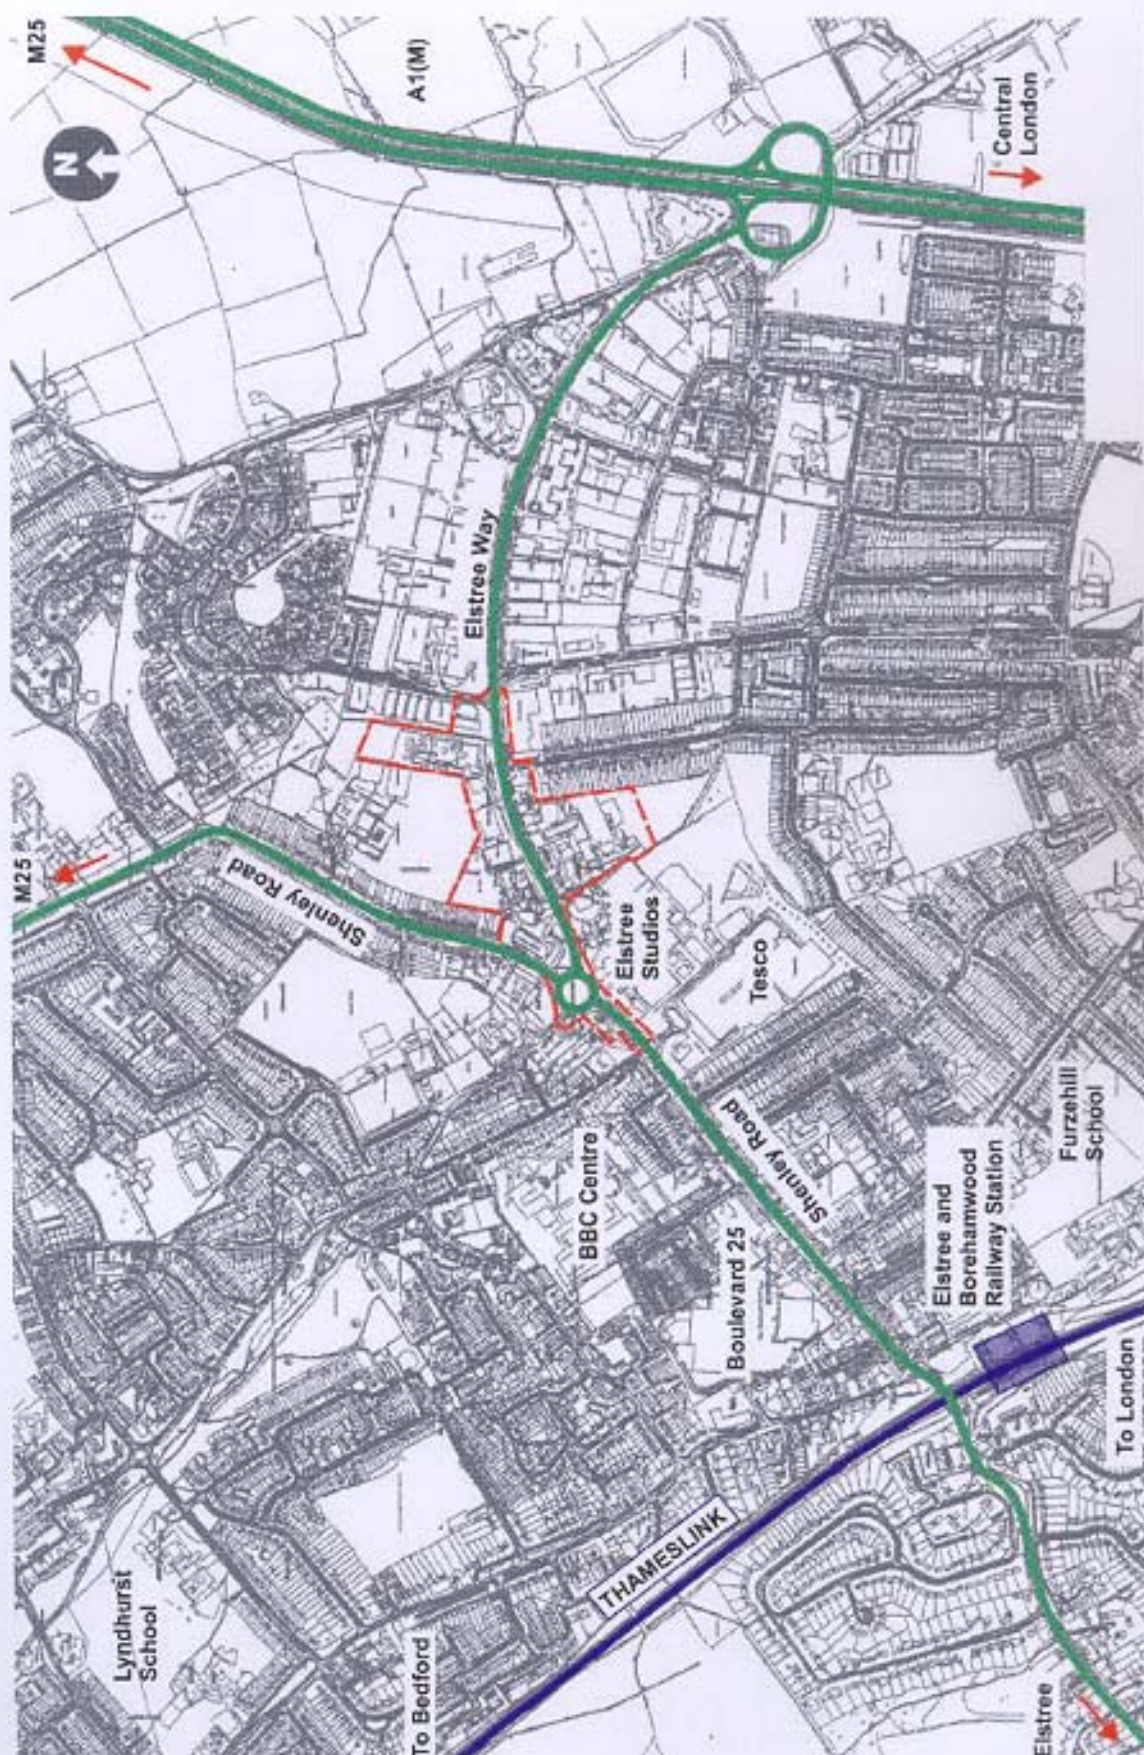 M25
A1(M)
N
Central
London
Elstree Way
M25
Shenley Road
Elstree
Studios
Tesco
Shenley Road
BBC Centre
Boulevard 25
Elstree and
Borehamwood
Railway Station
Furzehill
School
To London
THAMESLINK
Lyndhurst
School
To Bedford
Elstree